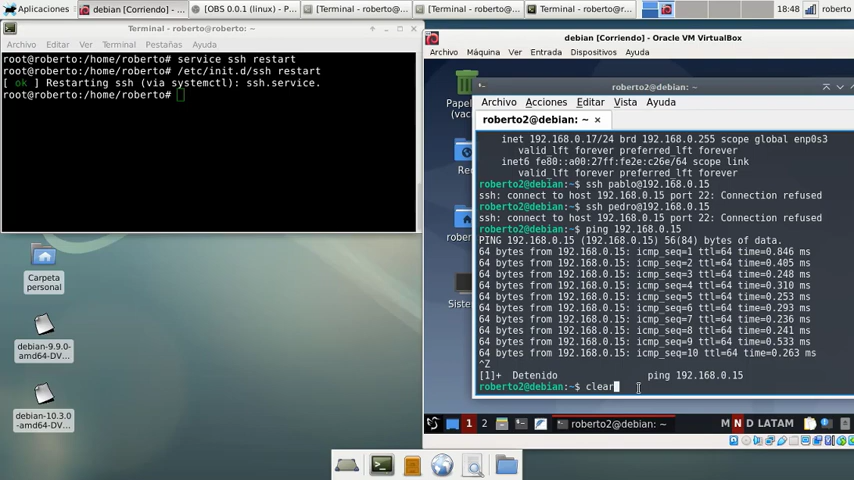 Aplicaciones
debian [Corriendo] - Oracl...
[OBS 0.0.1 (linux) - P...
[Terminal - roberto@...
[Terminal - roberto@...
Terminal - roberto@r...
18:48
roberto
Terminal - roberto@roberto: ~
Archivo Editar Ver Terminal Pestañas Ayuda
root@roberto:/home/roberto# service ssh restart
root@roberto:/home/roberto# /etc/init.d/ssh restart
[ ok ] Restarting ssh (via systemctl): ssh.service.
root@roberto:/home/roberto#
Carpeta
personal
debian-9.9.0-
amd64-DV...
debian-10.3.0-
amd64-DV...
debian [Corriendo] - Oracle VM VirtualBox
Archivo Máquina Ver Entrada Dispositivos Ayuda
Papel
(vac
Re
rober
Siste
roberto2@debian: ~
Archivo Acciones Editar Vista Ayuda
roberto2@debian: ~ ×
inet 192.168.0.17/24 brd 192.168.0.255 scope global enp0s3
valid_lft forever preferred_lft forever
inet6 fe80::a00:27ff:fe2e:c26e/64 scope link
valid_lft forever preferred_lft forever
roberto2@debian:~$ ssh pablo@192.168.0.15
ssh: connect to host 192.168.0.15 port 22: Connection refused
roberto2@debian:~$ ssh pedro@192.168.0.15
ssh: connect to host 192.168.0.15 port 22: Connection refused
roberto2@debian:~$ ping 192.168.0.15
PING 192.168.0.15 (192.168.0.15) 56(84) bytes of data.
64 bytes from 192.168.0.15: icmp_seq=1 ttl=64 time=0.846 ms
64 bytes from 192.168.0.15: icmp_seq=2 ttl=64 time=0.405 ms
64 bytes from 192.168.0.15: icmp_seq=3 ttl=64 time=0.248 ms
64 bytes from 192.168.0.15: icmp_seq=4 ttl=64 time=0.310 ms
64 bytes from 192.168.0.15: icmp_seq=5 ttl=64 time=0.253 ms
64 bytes from 192.168.0.15: icmp_seq=6 ttl=64 time=0.293 ms
64 bytes from 192.168.0.15: icmp_seq=7 ttl=64 time=0.236 ms
64 bytes from 192.168.0.15: icmp_seq=8 ttl=64 time=0.241 ms
64 bytes from 192.168.0.15: icmp_seq=9 ttl=64 time=0.533 ms
64 bytes from 192.168.0.15: icmp_seq=10 ttl=64 time=0.263 ms
^Z
[1]+ Detenido ping 192.168.0.15
roberto2@debian:~$ clear
1 2
roberto2@debian: ~
M N D LATAM